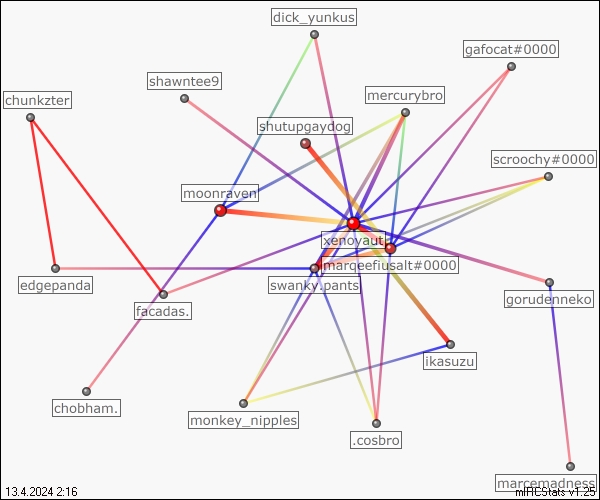 dick_yunkus
gafocat#0000
shawntee9
mercurybro
chunkzter
shutupgaydog
scroochy#0000
moonraven
xenoyaut
marqeefiusalt#0000
edgepanda
swanky.pants
gorudenneko
facadas.
ikasuzu
chobham.
monkey_nipples
.cosbro
marcemadness
13.4.2024 2:16
mIRCStats v1.25